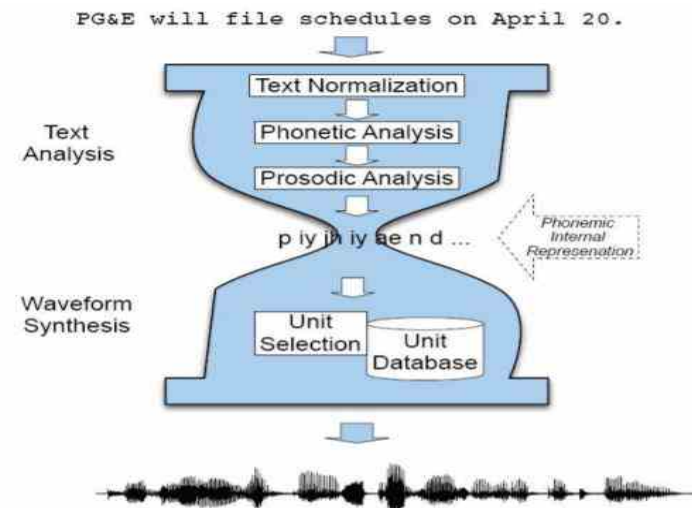 PG&E will file schedules on April 20.
Text Normalization
Text
Analysis
Phonetic Analysis
Prosodic Analysis
p iy jh iy ae n d ...
Phonemic
Internal
Represenation
Waveform
Synthesis
Unit
Selection
Unit
Database